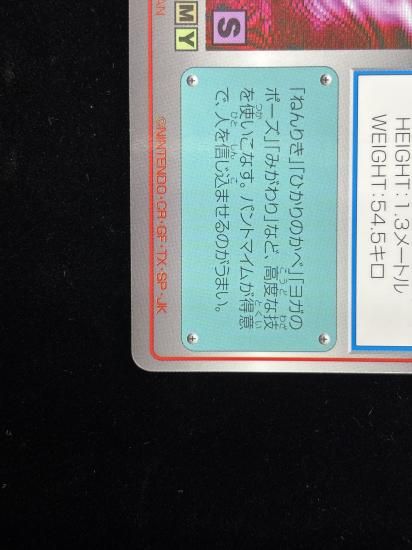 HEIGHT:1.3メートル
WEIGHT:54.5キロ
「ねんりき」「ひかりのかべ」「ヨガの
ポーズ」「みがわり」など、高度な技
を使いこなす。パントマイムが得意
で、人を信じ込ませるのがうまい。
S
M Y
©NINTENDO・CR・GF・TX・SP・JK